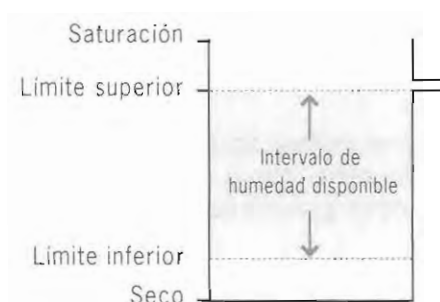 Saturación
Límite superior
Intervalo de
humedad disponible
Límite inferior
Seco